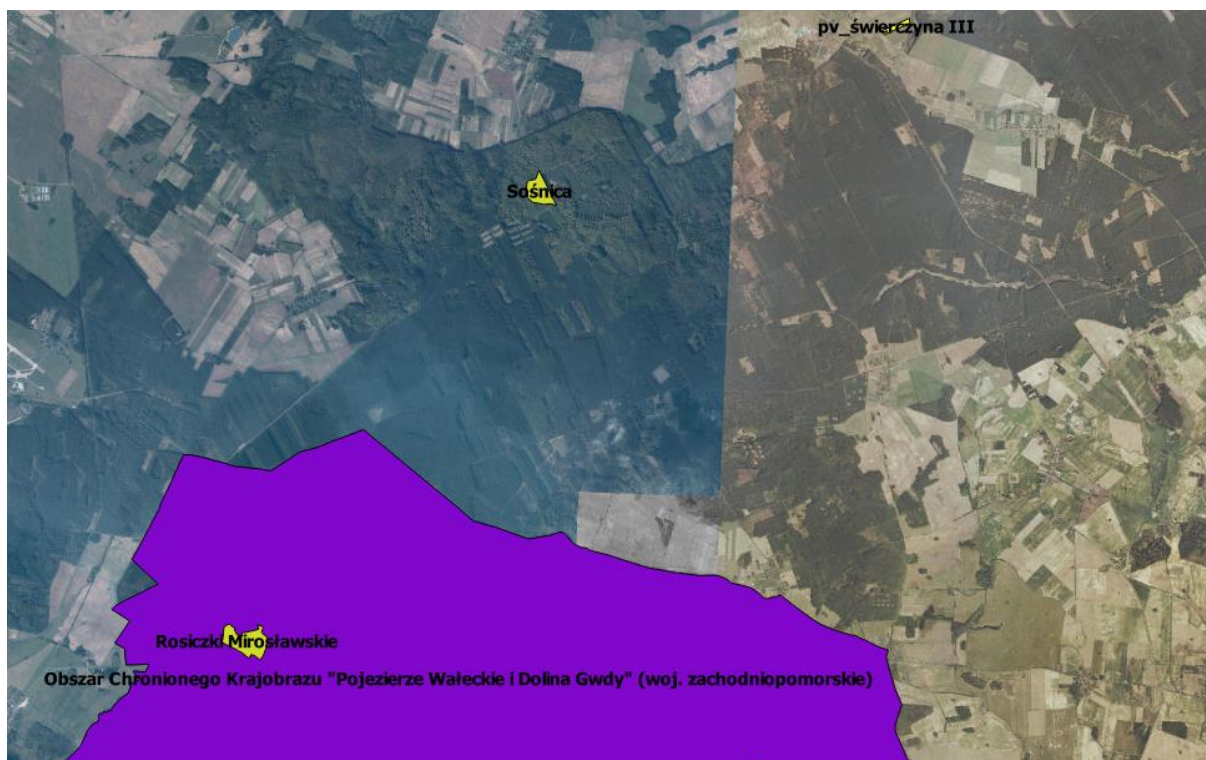 pv_świerczyna III
Sośnica
Rosiczki Mirosławskie
Obszar Chronionego Krajobrazu "Pojezierze Wałeckie i Dolina Gwdy" (woj. zachodniopomorskie)